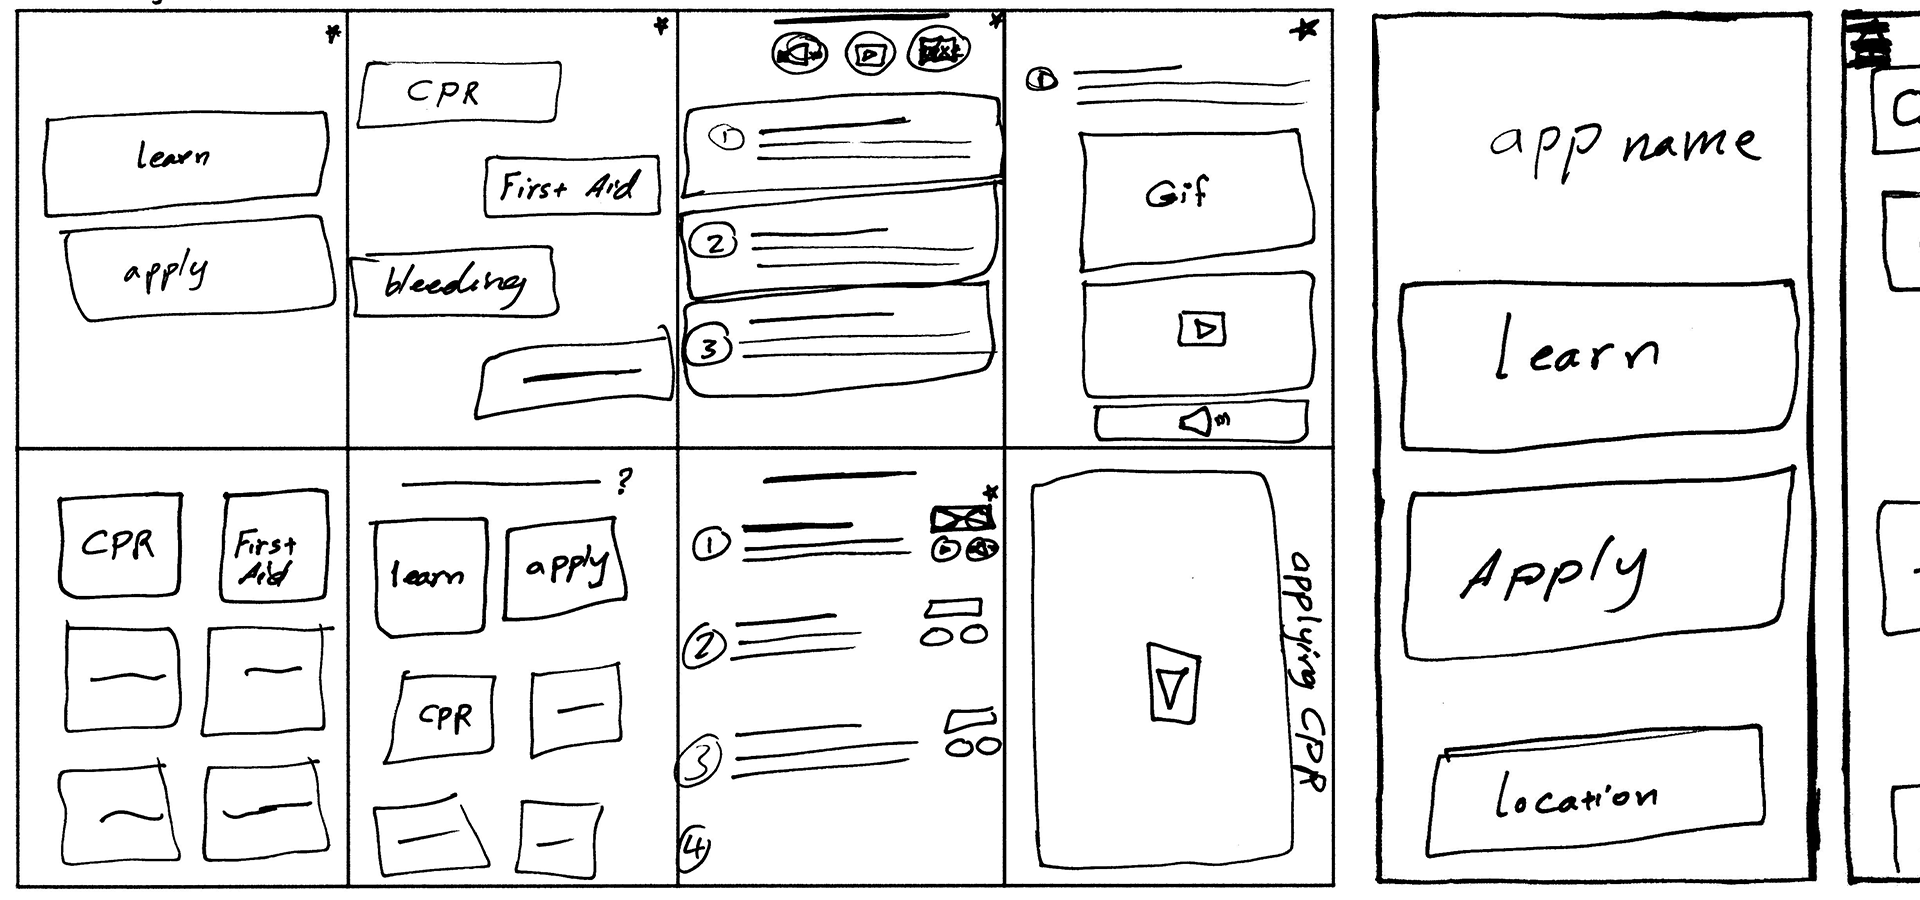 learn
apply
CPR
First Aid
bleeding
1
2
3
1
Gif
CPR
First
Aid
?
learn
apply
CPR
1
2
3
4
applying CPR
app name
learn
Apply
location